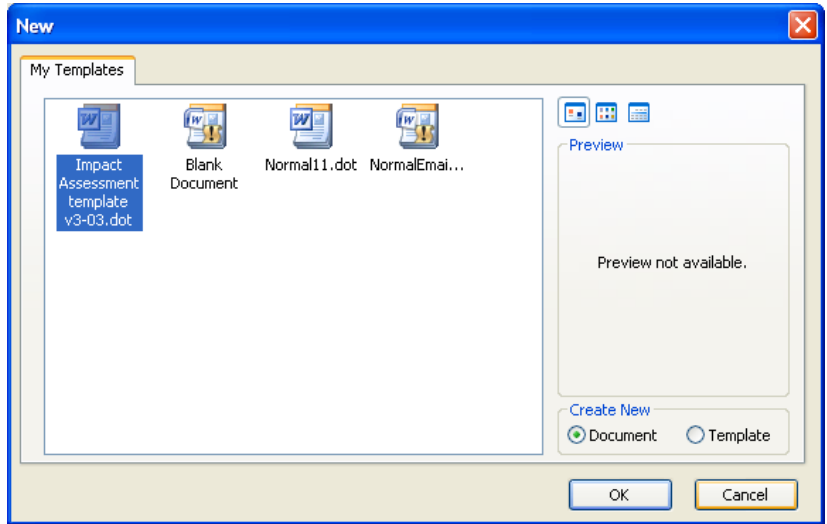 New
My Templates
Impact
Assessment
template
v3-03.dot
Blank
Document
Normal11.dot
NormalEmai...
Preview
Preview not available.
Create New
Document
Template
OK
Cancel